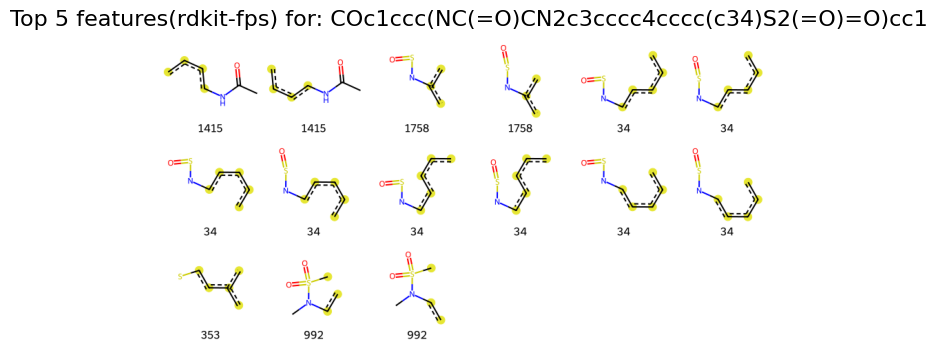 Top 5 features(rdkit-fps) for: COc1ccc(NC(=O)CN2c3cccc4cccc(c34)S2(=O)=O)cc1
O N H O N H O S N O S N O S N O S N
1415 1415 1758 1758 34 34
O S N O S N O S N O S N O S N O S N
34 34 34 34 34 34
S O S O N O S O N
353 992 992